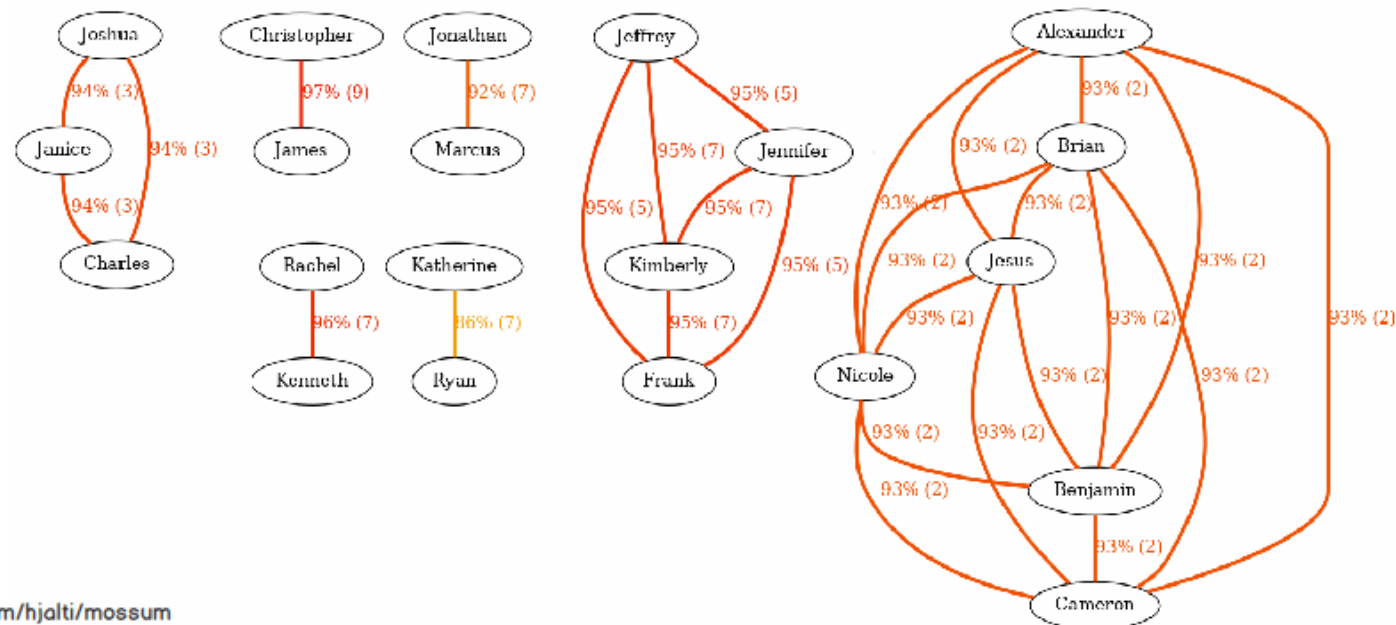 Joshua
Christopher
Jonathan
Jeffrey
Alexander
94% (3)
97% (9)
92% (7)
95% (5)
93% (2)
Janice
94% (3)
James
Marcus
95% (7)
Jennifer
93% (2)
Brian
94% (3)
95% (5)
95% (7)
93% (2)
93% (2)
Charles
Rachel
Katherine
Kimberly
95% (5)
93% (2)
Jesus
93% (2)
96% (7)
86% (7)
95% (7)
93% (2)
93% (2)
93% (2)
Kenneth
Ryan
Frank
Nicole
93% (2)
93% (2)
93% (2)
93% (2)
93% (2)
Benjamin
93% (2)
Cameron
m/hjalti/mossum